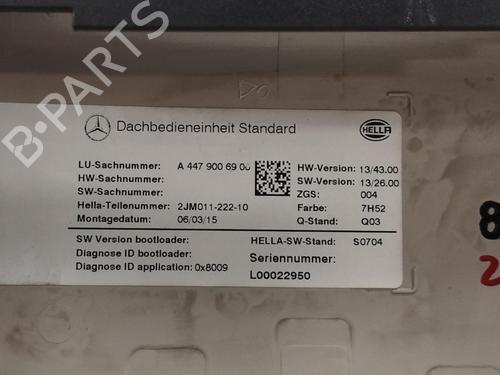 Dachbedieneinheit Standard
HELLA
LU-Sachnummer: A 447 900 69 00
HW-Sachnummer:
SW-Sachnummer:
Hella-Teilenummer: 2JM011-222-10
Montagedatum: 06/03/15
HW-Version: 13/43.00
SW-Version: 13/26.00
ZGS: 004
Farbe: 7H52
Q-Stand: Q03
SW Version bootloader:
Diagnose ID bootloader:
Diagnose ID application: 0x8009
HELLA-SW-Stand: S0704
Seriennummer:
L00022950
B-PARTS
8
2